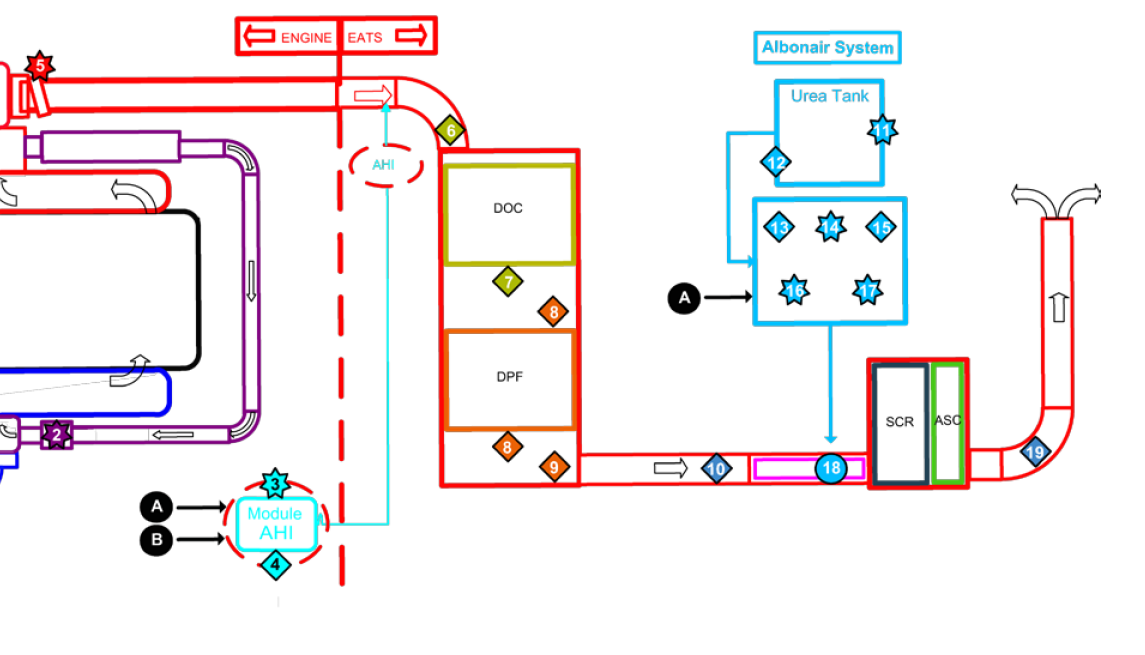 ENGINE EATS
Albonair System
5
Urea Tank
11
6
12
AHI
DOC
13 14 15
7
16 17
A
8
DPF
2
8
9
10
18
SCR
ASC
19
3
A
Module
AHI
B
4